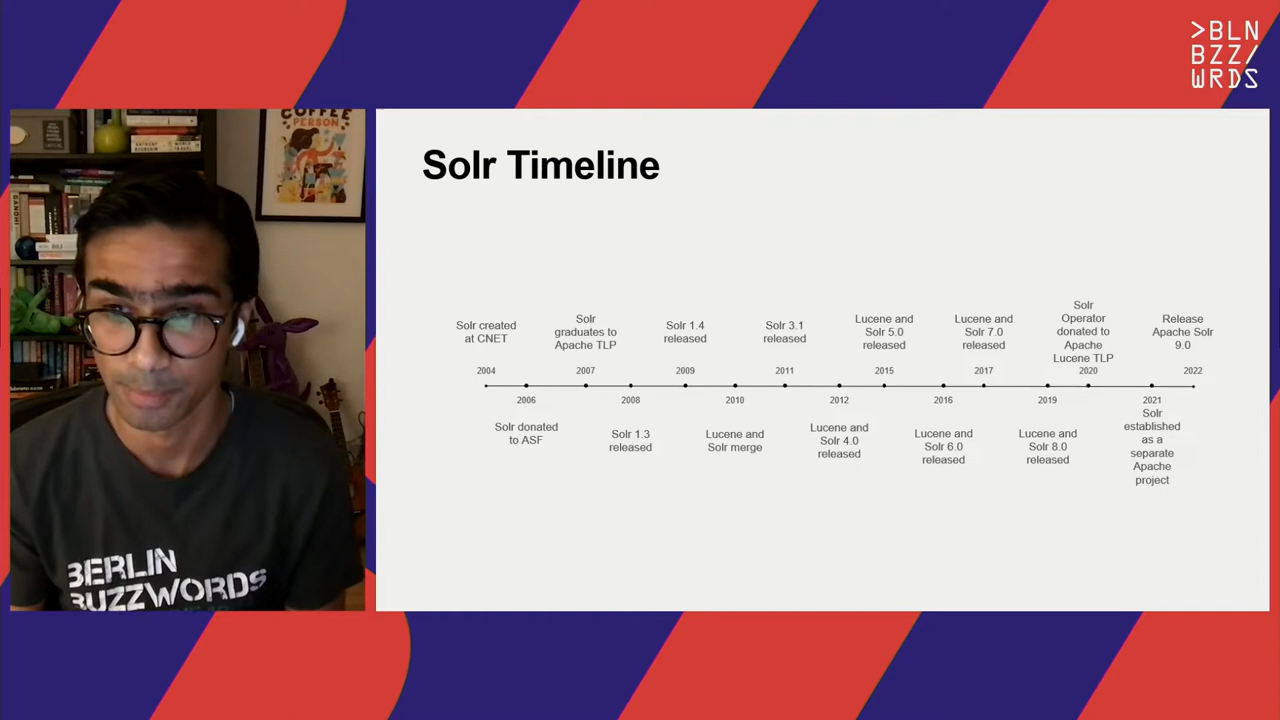 >BLN
BZZ/
WRDS
COFFEE
PERSON
GANDHI
BERLIN
BUZZWORDS
Solr Timeline
Solr created
at CNET
2004
Solr donated
to ASF
2006
Solr
graduates to
Apache TLP
2007
Solr 1.3
released
2008
Solr 1.4
released
2009
Lucene and
Solr merge
2010
Solr 3.1
released
2011
Lucene and
Solr 4.0
released
2012
Lucene and
Solr 5.0
released
2015
Lucene and
Solr 6.0
released
2016
Lucene and
Solr 7.0
released
2017
Lucene and
Solr 8.0
released
2019
Solr
Operator
donated to
Apache
Lucene TLP
2020
2021
Solr
established
as a
separate
Apache
project
Release
Apache Solr
9.0
2022